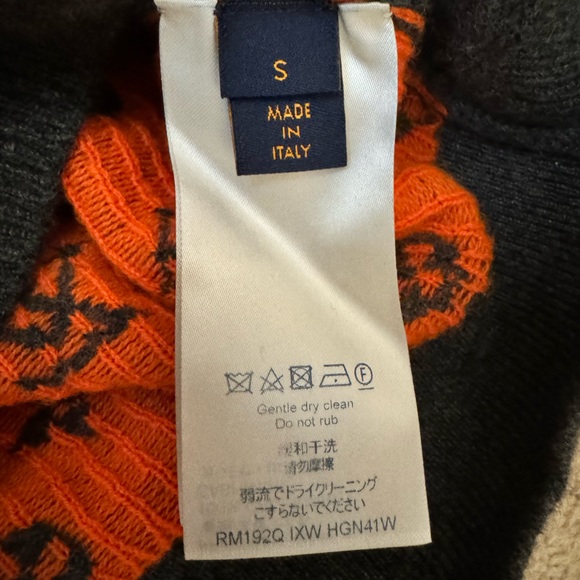 S
MADE
IN
ITALY
F
Gentle dry clean
Do not rub
缓和干洗
请勿摩擦
弱流でドライクリーニング
こすらないでください
RM192Q IXW HGN41W